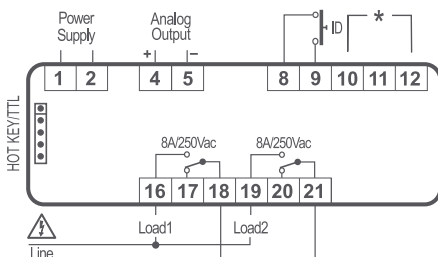 Power
Supply
Analog
Output
+ −
ID
*
1 2 4 5 8 9 10 11 12
HOT KEY/TTL
8A/250Vac 8A/250Vac
16 17 18 19 20 21
Load1 Load2
Line